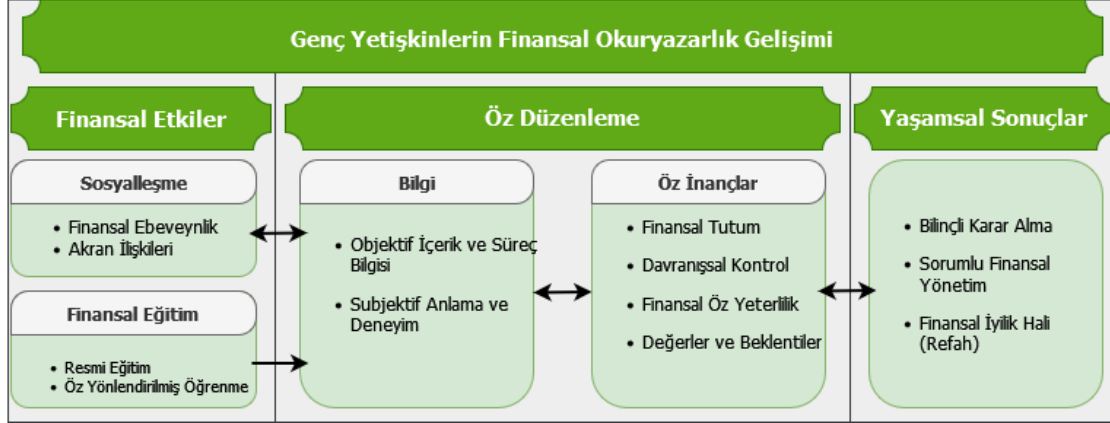 Genç Yetişkinlerin Finansal Okuryazarlık Gelişimi
Finansal Etkiler
Sosyalleşme
• Finansal Ebeveynlik
• Akran İlişkileri
Finansal Eğitim
• Resmi Eğitim
• Öz Yönlendirilmiş Öğrenme
Öz Düzenleme
Bilgi
• Objektif İçerik ve Süreç
Bilgisi
• Subjektif Anlama ve
Deneyim
Öz İnançlar
• Finansal Tutum
• Davranışsal Kontrol
• Finansal Öz Yeterlilik
• Değerler ve Beklentiler
Yaşamsal Sonuçlar
• Bilinçli Karar Alma
• Sorumlu Finansal
Yönetim
• Finansal İyilik Hali
(Refah)